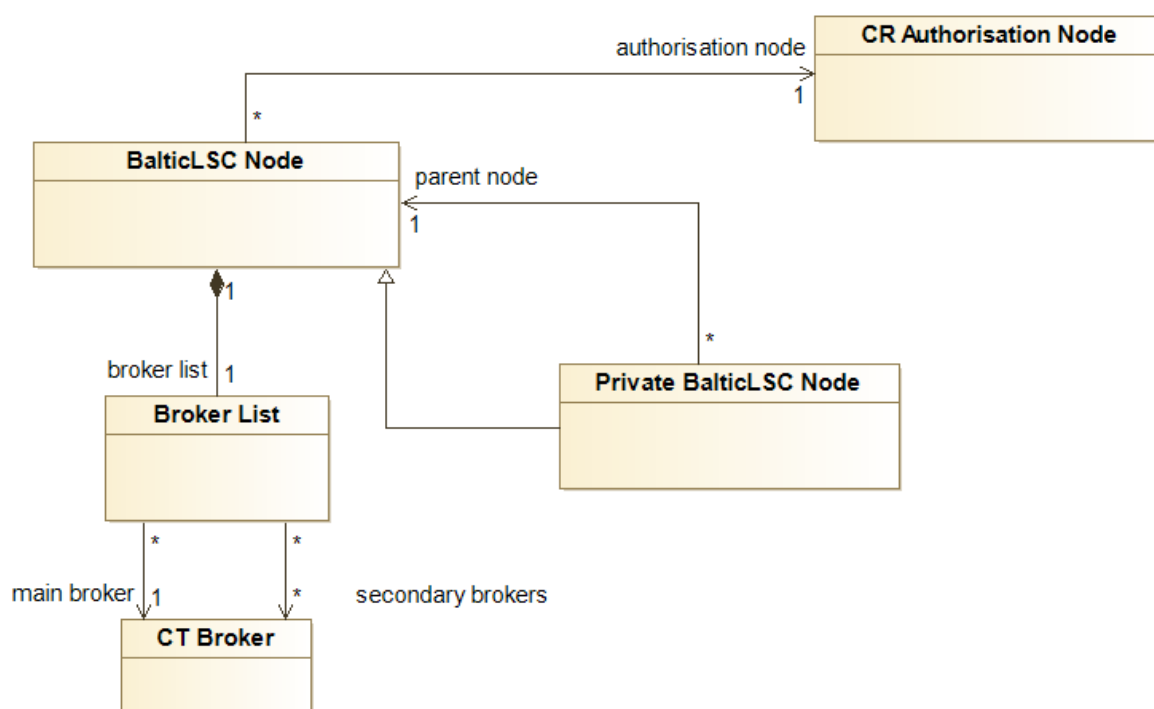 CR Authorisation Node
authorisation node
1
*
BalticLSC Node
parent node
1
1
*
broker list
1
Private BalticLSC Node
Broker List
*
*
main broker
1
*
secondary brokers
CT Broker